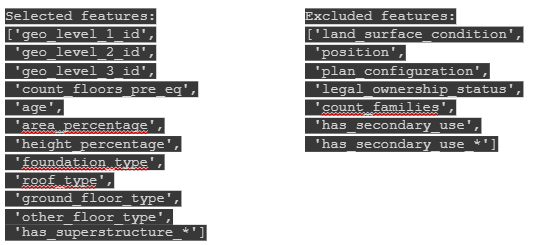 Selected features:
['geo_level_1_id',
'geo_level_2_id',
'geo_level_3_id',
'count_floors_pre_eq',
'age',
'area_percentage',
'height_percentage',
'foundation_type',
'roof_type',
'ground_floor_type',
'other_floor_type',
'has_superstructure_*']
Excluded features:
['land_surface_condition',
'position',
'plan_configuration',
'legal_ownership_status',
'count_families',
'has_secondary_use',
'has_secondary_use_*']